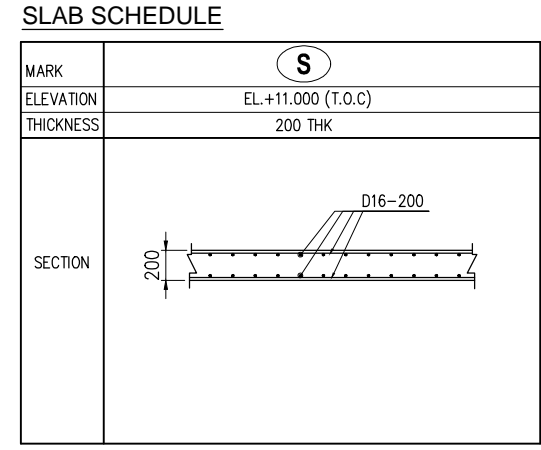 SLAB SCHEDULE
MARK S
ELEVATION EL.+11.000 (T.O.C)
THICKNESS 200 THK
SECTION
D16-200
200